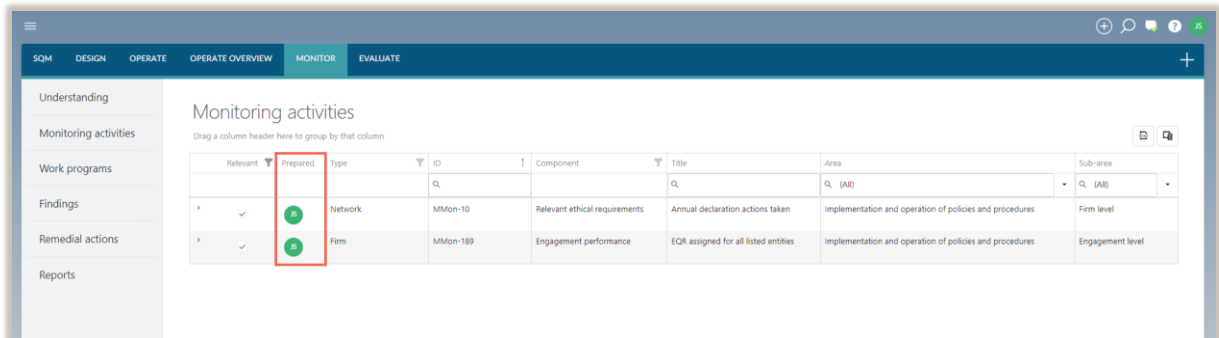 JS
SQM DESIGN OPERATE OPERATE OVERVIEW MONITOR EVALUATE
Understanding
Monitoring activities
Work programs
Findings
Remedial actions
Reports
Monitoring activities
Drag a column header here to group by that column
Relevant Prepared Type ID Component Title Area Sub-area
(All) (All)
* JS Network MMon-10 Relevant ethical requirements Annual declaration actions taken Implementation and operation of policies and procedures Firm level
* JS Firm MMon-189 Engagement performance EQR assigned for all listed entities Implementation and operation of policies and procedures Engagement level